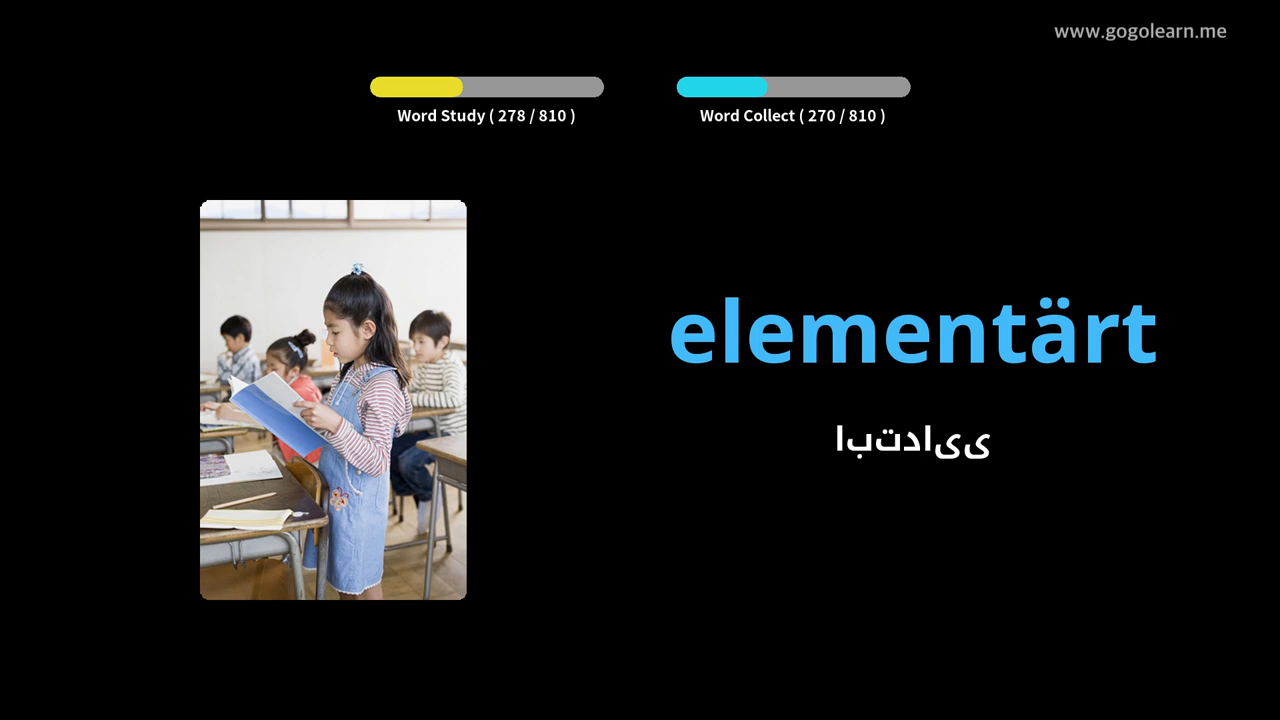 www.gogolearn.me
Word Study ( 278 / 810 )
Word Collect ( 270 / 810 )
elementärt
ابتدایی